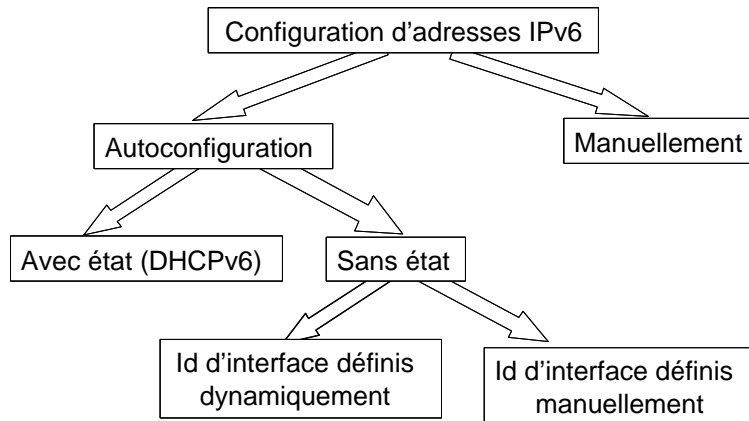 Configuration d'adresses IPv6
Autoconfiguration
Manuellement
Avec état (DHCPv6)
Sans état
Id d'interface définis
dynamiquement
Id d'interface définis
manuellement